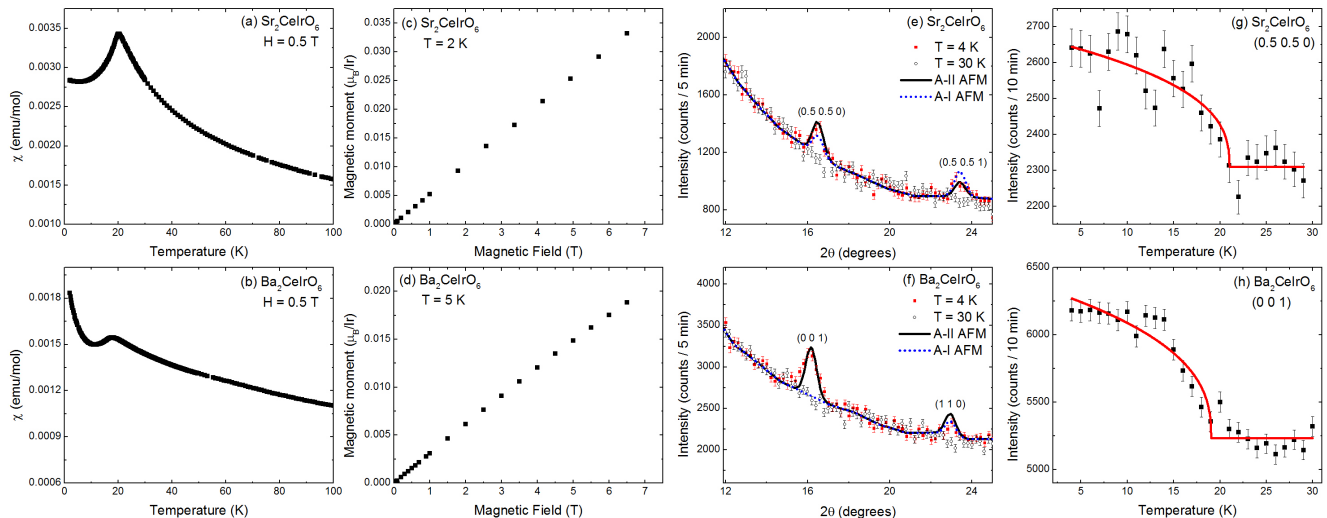 (a) Sr₂CeIrO₆
H = 0.5 T
χ (emu/mol)
0.0035
0.0030
0.0025
0.0020
0.0015
0.0010
0 20 40 60 80 100
Temperature (K)
(c) Sr₂CeIrO₆
T = 2 K
Magnetic moment (μB/Ir)
0.035
0.030
0.025
0.020
0.015
0.010
0.005
0.000
0 1 2 3 4 5 6 7
Magnetic Field (T)
(e) Sr₂CeIrO₆
T = 4 K
T = 30 K
A-II AFM
A-I AFM
(0.5 0.5 0)
(0.5 0.5 1)
Intensity (counts / 5 min)
2000
1600
1200
800
12 16 20 24
2θ (degrees)
(g) Sr₂CeIrO₆
(0.5 0.5 0)
Intensity (counts / 10 min)
2700
2600
2500
2400
2300
2200
5 10 15 20 25 30
Temperature (K)
(b) Ba₂CeIrO₆
H = 0.5 T
χ (emu/mol)
0.0018
0.0015
0.0012
0.0009
0.0006
0 20 40 60 80 100
Temperature (K)
(d) Ba₂CeIrO₆
T = 5 K
Magnetic moment (μB/Ir)
0.020
0.015
0.010
0.005
0.000
0 1 2 3 4 5 6 7
Magnetic Field (T)
(f) Ba₂CeIrO₆
T = 4 K
T = 30 K
A-II AFM
A-I AFM
(0 0 1)
(1 1 0)
Intensity (counts / 5 min)
4000
3500
3000
2500
2000
12 16 20 24
2θ (degrees)
(h) Ba₂CeIrO₆
(0 0 1)
Intensity (counts / 10 min)
6500
6000
5500
5000
5 10 15 20 25 30
Temperature (K)